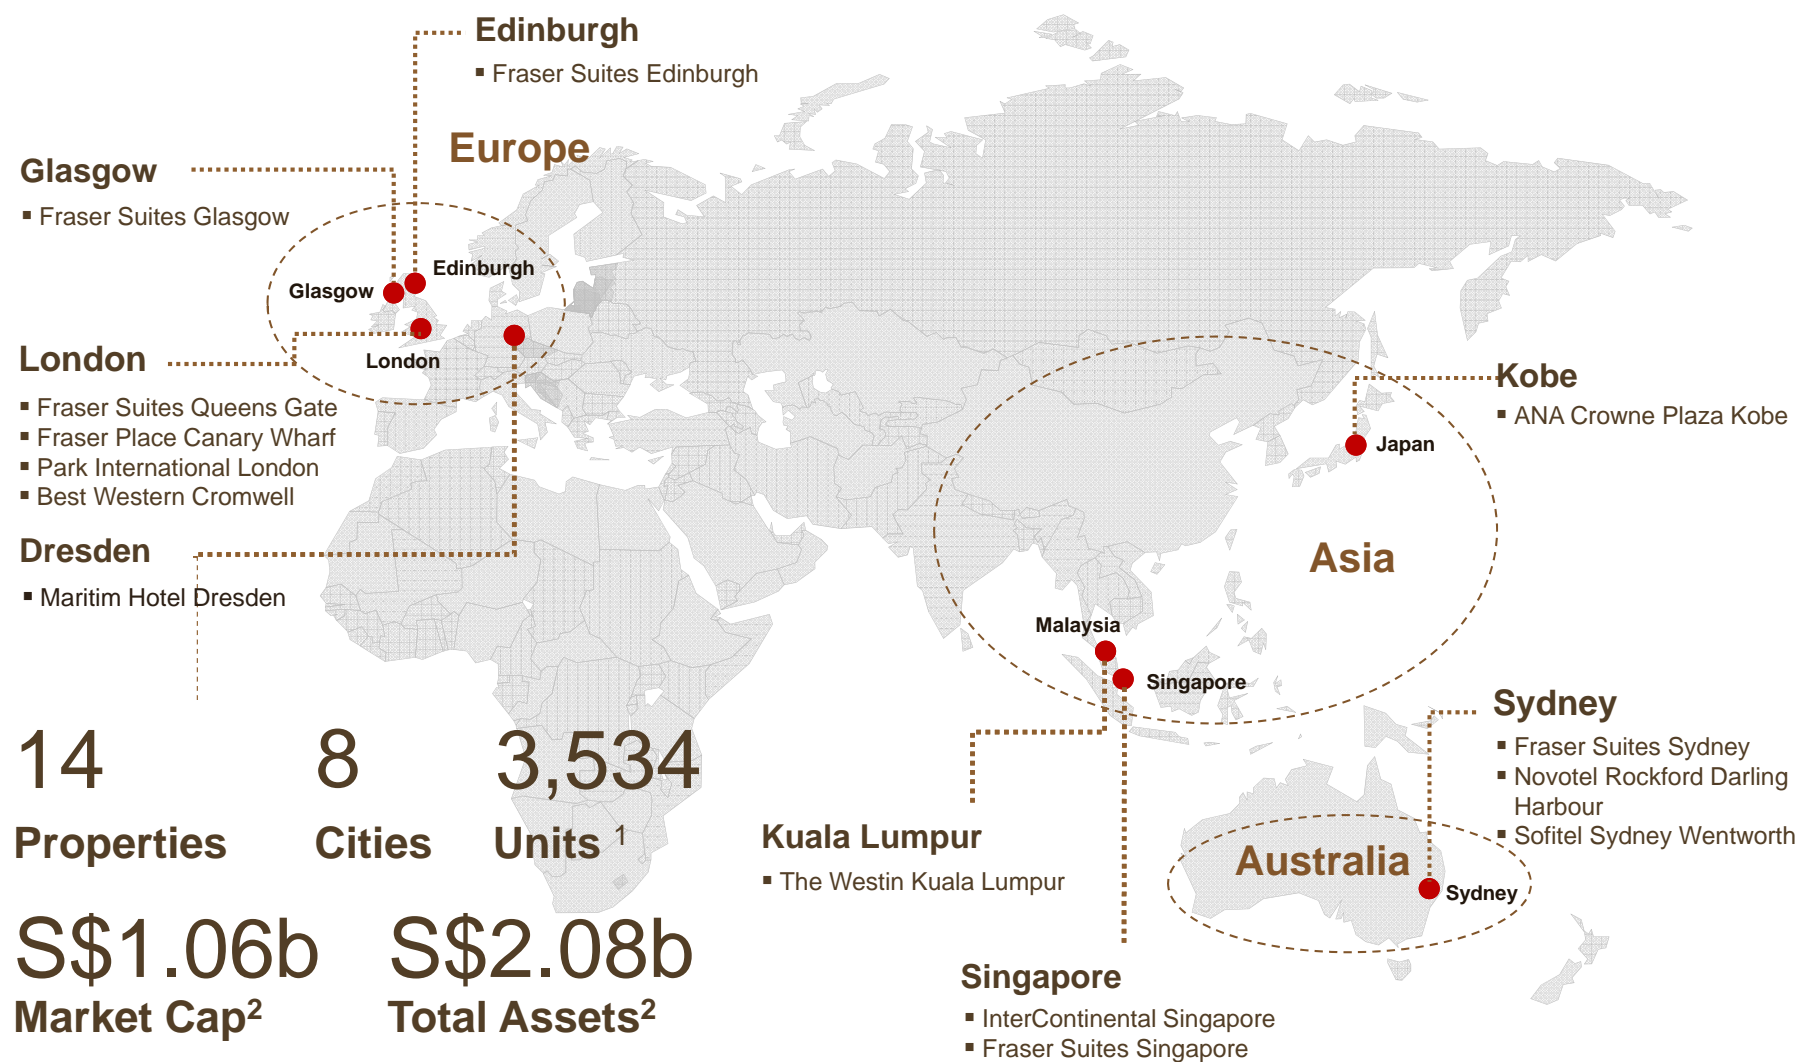 Edinburgh
▪ Fraser Suites Edinburgh
Europe
Glasgow
▪ Fraser Suites Glasgow
Edinburgh
Glasgow
London
London
▪ Fraser Suites Queens Gate
▪ Fraser Place Canary Wharf
▪ Park International London
▪ Best Western Cromwell
Kobe
▪ ANA Crowne Plaza Kobe
Japan
Dresden
▪ Maritim Hotel Dresden
Asia
Malaysia
Singapore
Sydney
▪ Fraser Suites Sydney
▪ Novotel Rockford Darling
Harbour
▪ Sofitel Sydney Wentworth
14
Properties
8
Cities
3,534
Units 1
Kuala Lumpur
▪ The Westin Kuala Lumpur
Australia
Sydney
S$1.06b
Market Cap2
S$2.08b
Total Assets2
Singapore
▪ InterContinental Singapore
▪ Fraser Suites Singapore